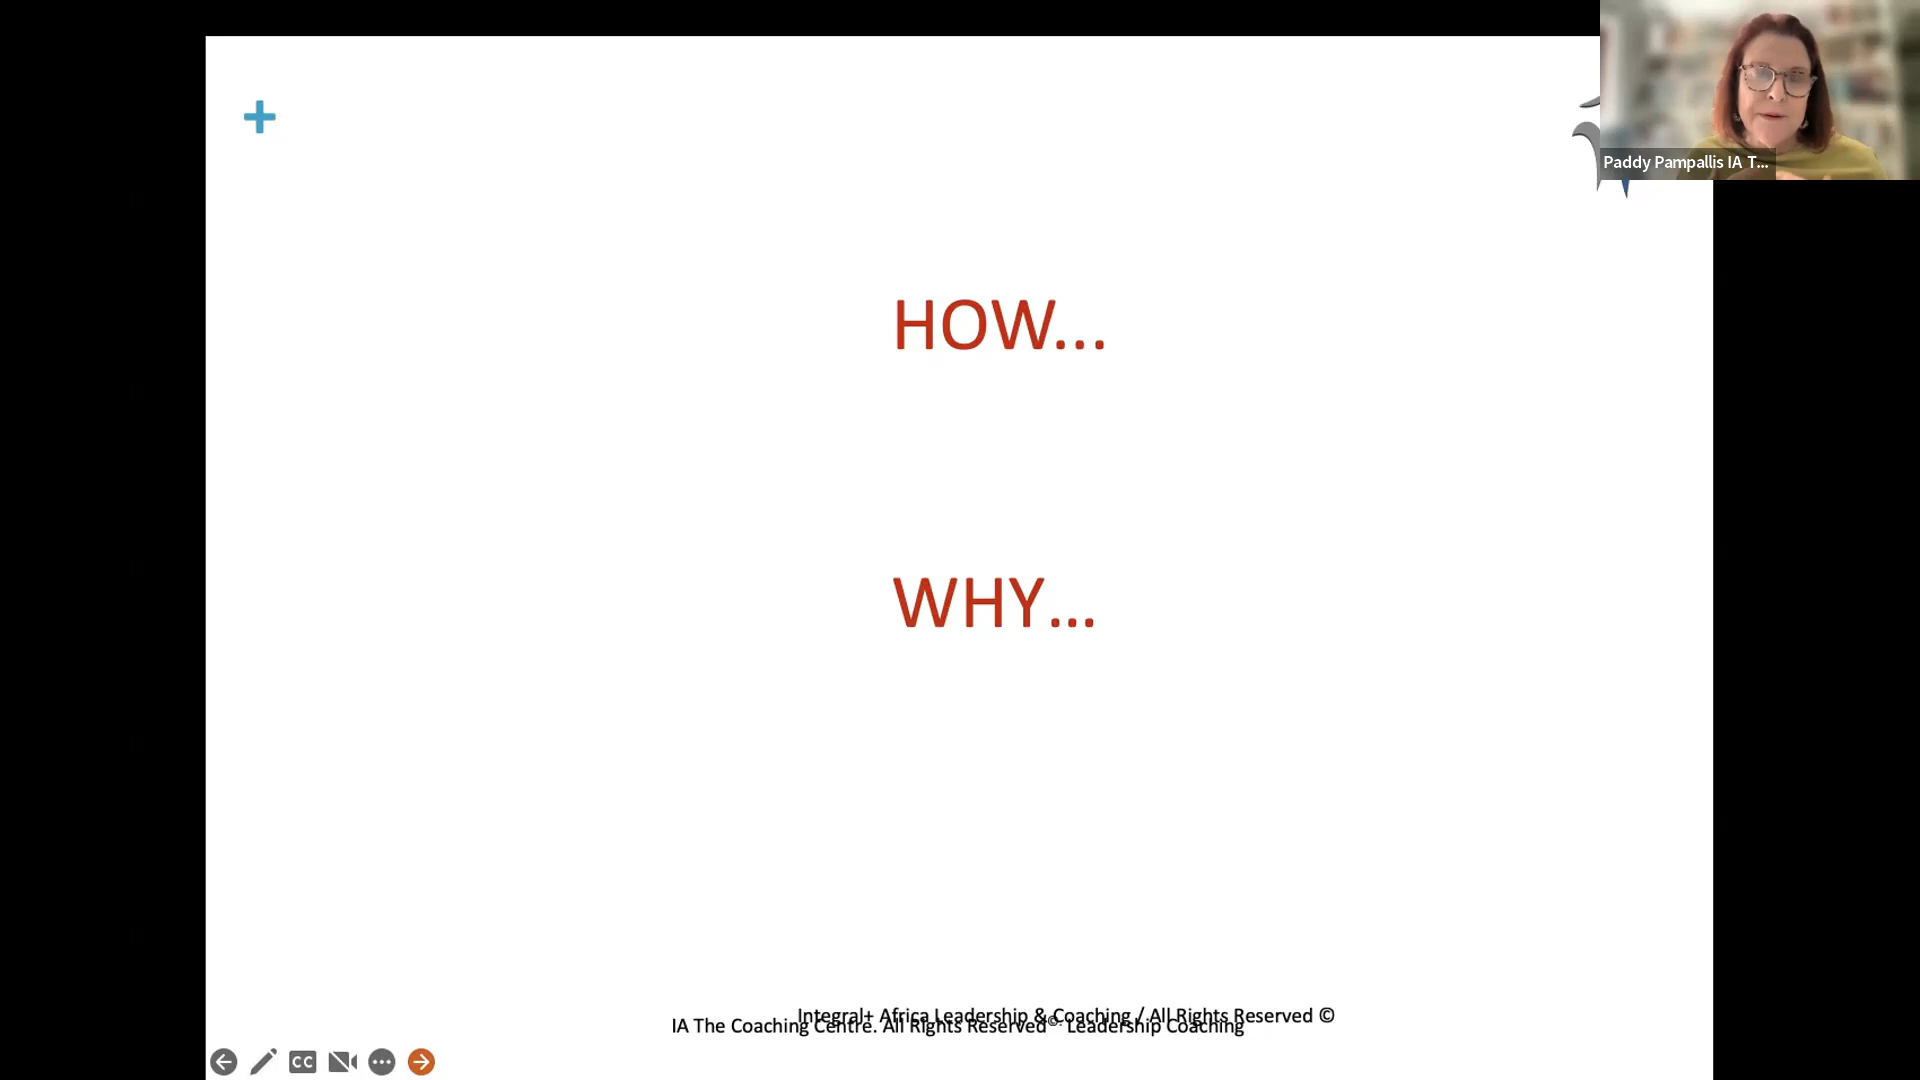 Paddy Pampallis IA T...
HOW...
WHY...
Integral+ Africa Leadership & Coaching / All Rights Reserved ©
IA The Coaching Centre. All Rights Reserved ©. Leadership Coaching
CC